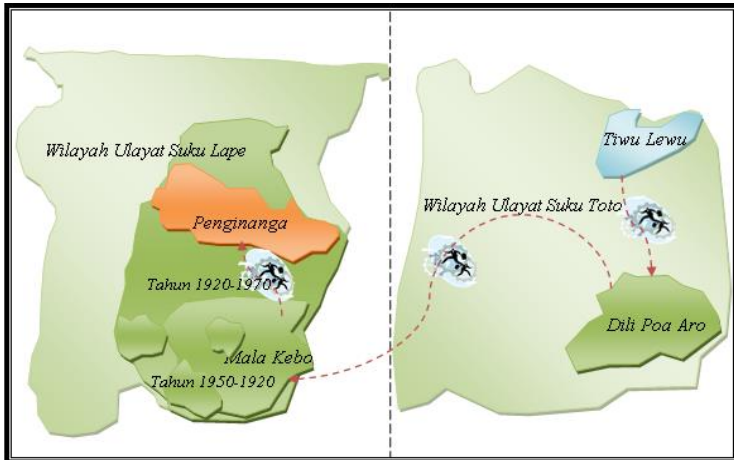 Wilayah Ulayat Suku Lape
Penginanga
Tahun 1920-1970
Mala Kebo
Tahun 1950-1920
Tiwu Lewu
Wilayah Ulayat Suku Toto
Dili Poa Aro